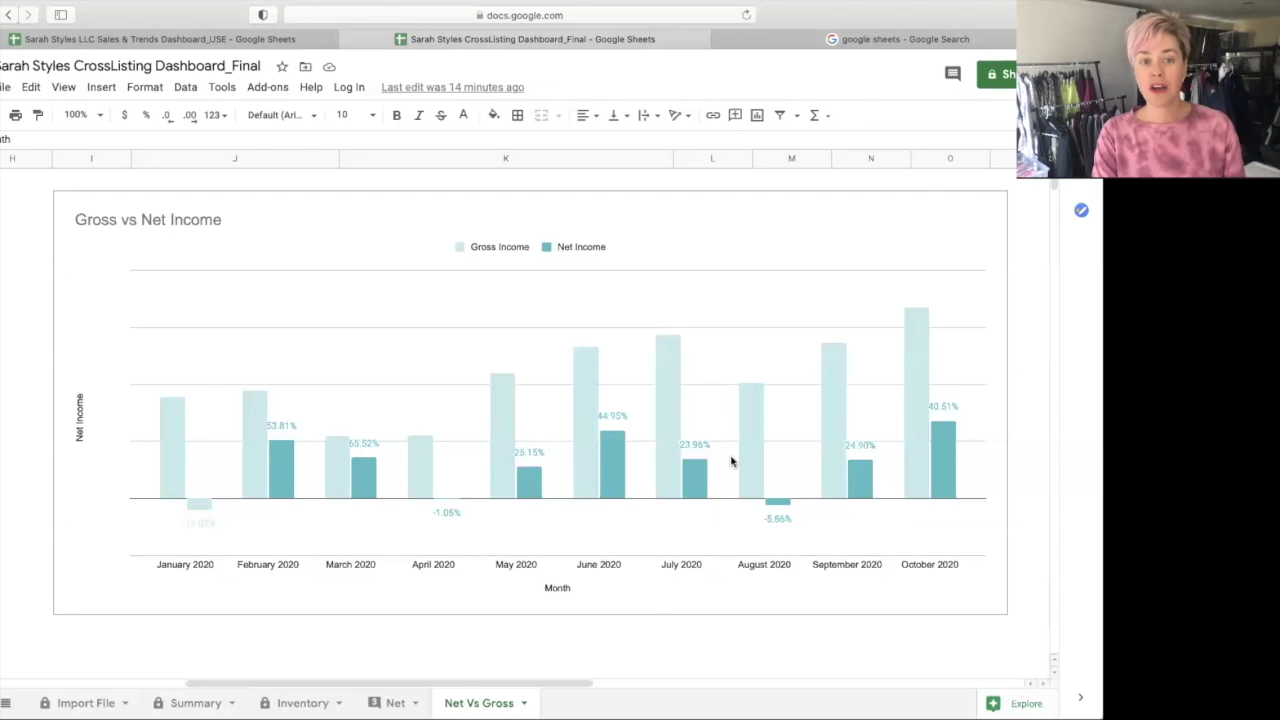 docs.google.com
Sarah Styles LLC Sales & Trends Dashboard_USE - Google Sheets
Sarah Styles CrossListing Dashboard_Final - Google Sheets
google sheets - Google Search
Sarah Styles CrossListing Dashboard_Final
ile Edit View Insert Format Data Tools Add-ons Help Log In Last edit was 14 minutes ago
Sh
100% $ % .0 .00 123 Default (Ari... 10 B I S A Σ
nth
H I J K L M N O
Gross vs Net Income
Gross Income Net Income
Net Income
53.81%
65.52%
-1.05%
25.15%
44.95%
23.96%
-5.86%
24.90%
40.51%
January 2020 February 2020 March 2020 April 2020 May 2020 June 2020 July 2020 August 2020 September 2020 October 2020
Month
Import File Summary Inventory 3 Net Net Vs Gross Explore